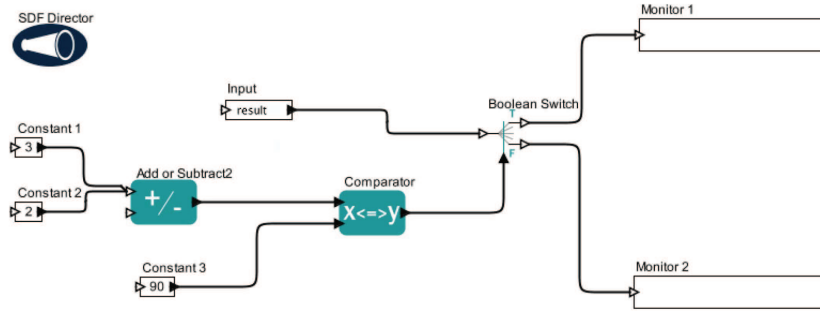 SDF Director
Monitor 1
Input
result
Boolean Switch
T
F
Constant 1
3
Add or Subtract2
+/-
Constant 2
2
Comparator
x<=>y
Constant 3
90
Monitor 2